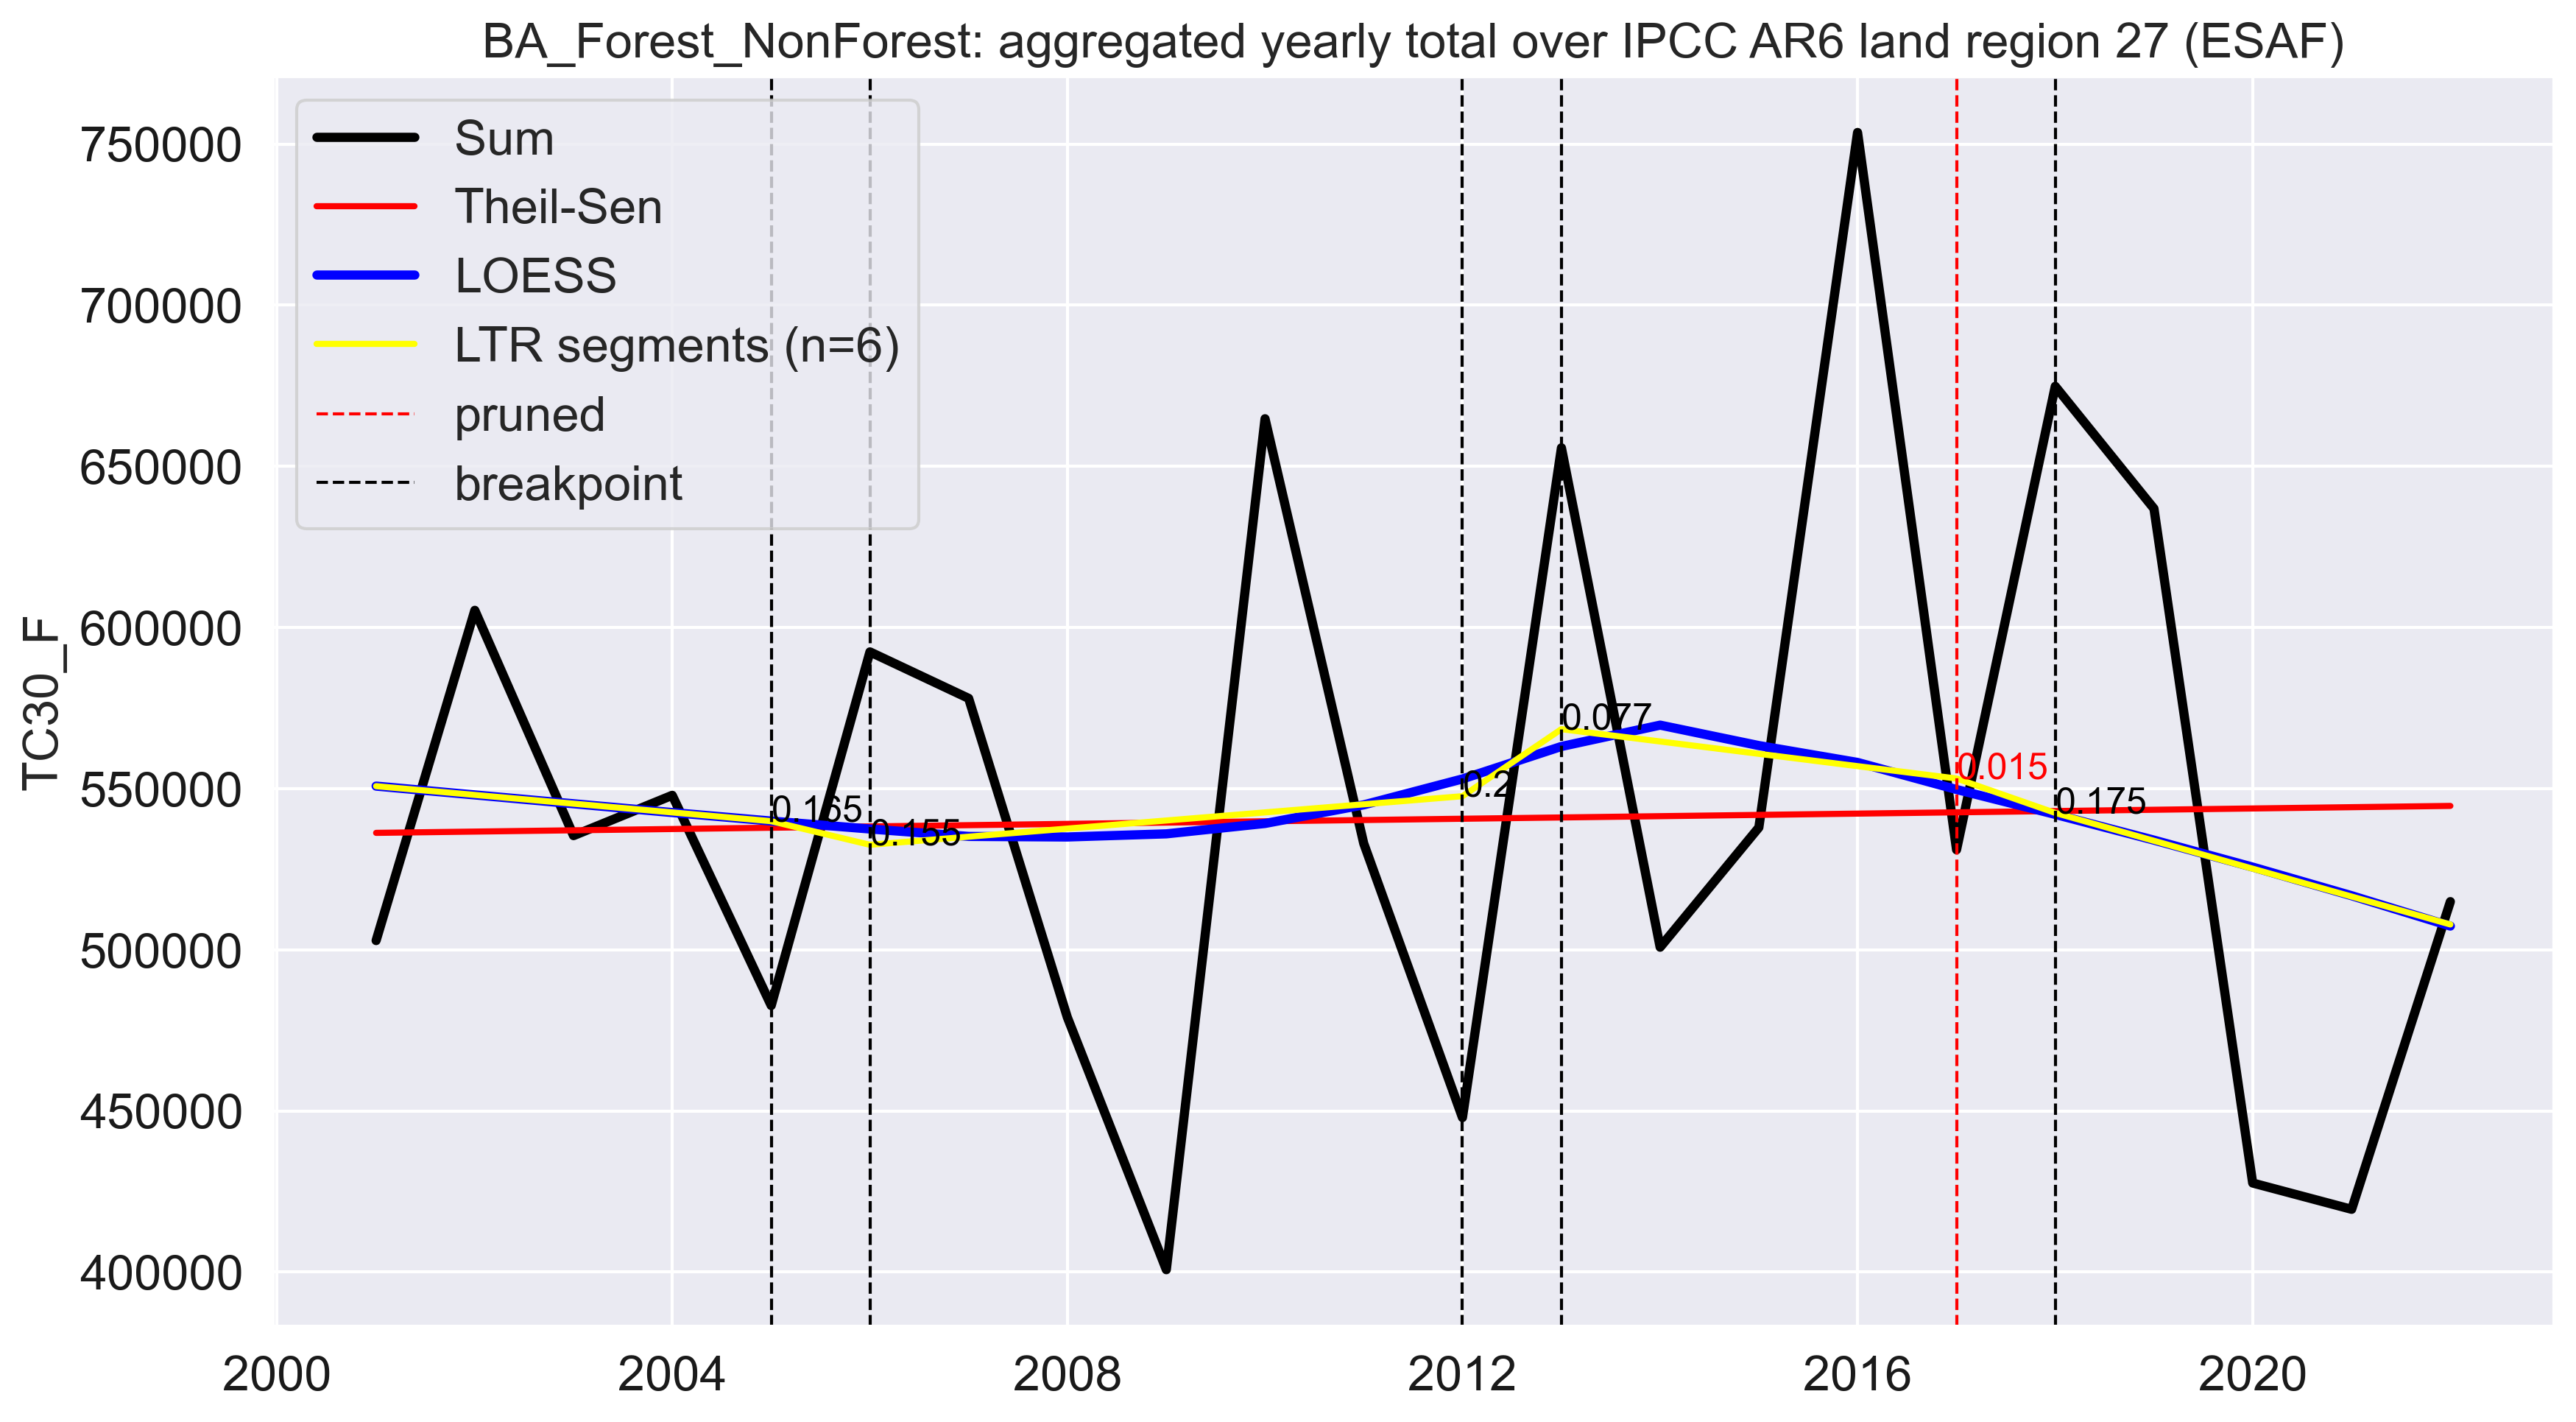 BA_Forest_NonForest: aggregated yearly total over IPCC AR6 land region 27 (ESAF)
TC30_F
750000
700000
650000
600000
550000
500000
450000
400000
Sum
Theil-Sen
LOESS
LTR segments (n=6)
pruned
breakpoint
0.165
0.155
0.2
0.077
0.015
0.175
2000
2004
2008
2012
2016
2020